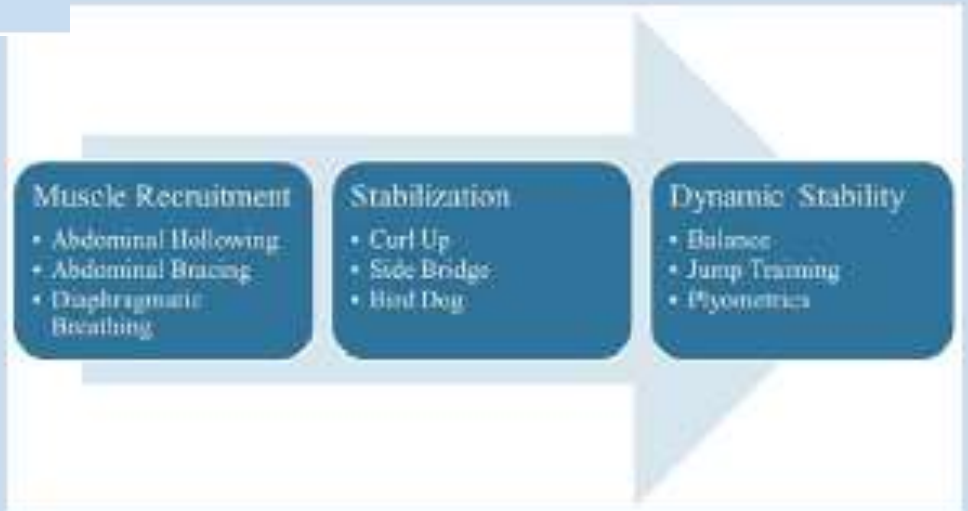 Muscle Recruitment
• Abdominal Hollowing
• Abdominal Bracing
• Diaphragmatic
Breathing
Stabilization
• Curl Up
• Side Bridge
• Bird Dog
Dynamic Stability
• Balance
• Jump Training
• Plyometrics